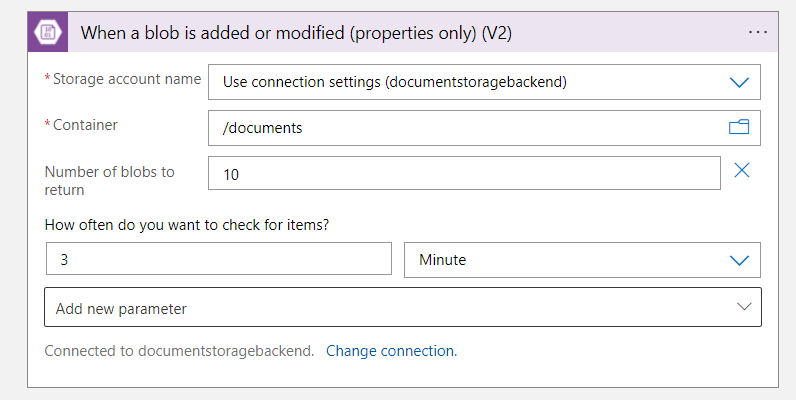 When a blob is added or modified (properties only) (V2)
* Storage account name
Use connection settings (documentstoragebackend)
* Container
/documents
Number of blobs to
return
10
How often do you want to check for items?
3
Minute
Add new parameter
Connected to documentstoragebackend. Change connection.